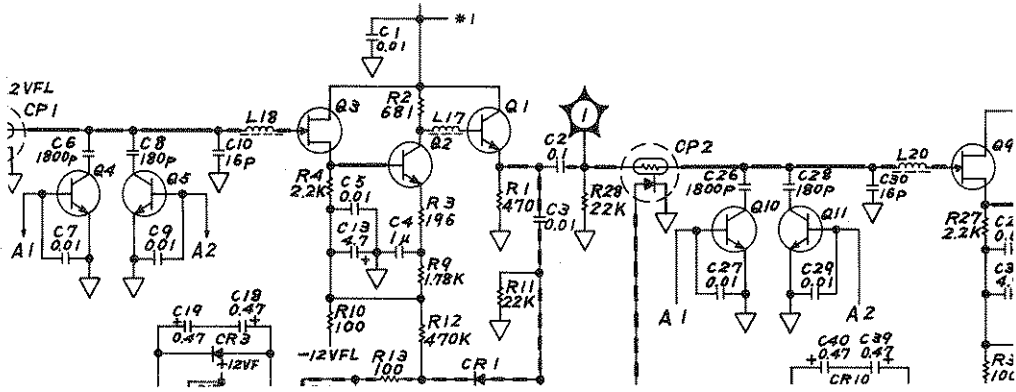 *1
C1
0.01
2VFL
CP1
L18
Q3
R2
681
L17
Q1
1
C6
1800P
C8
180P
C10
16P
Q2
C2
0.1
CP2
L20
Q9
Q4
Q5
R4
2.2K
C5
0.01
R3
196
R1
470
C3
0.01
R28
22K
C26
1800P
C28
180P
C30
16P
Q10
Q11
C7
0.01
C9
0.01
A1
A2
C13
4.7
+
C4
1μ
R9
1.78K
R11
22K
R27
2.2K
C27
0.01
C29
0.01
A1
A2
C19
0.47
+
C18
0.47
+
R10
100
R12
470K
CR3
+12VF
-12VFL
R13
100
CR1
C40
0.47
+
C39
0.47
+
CR10